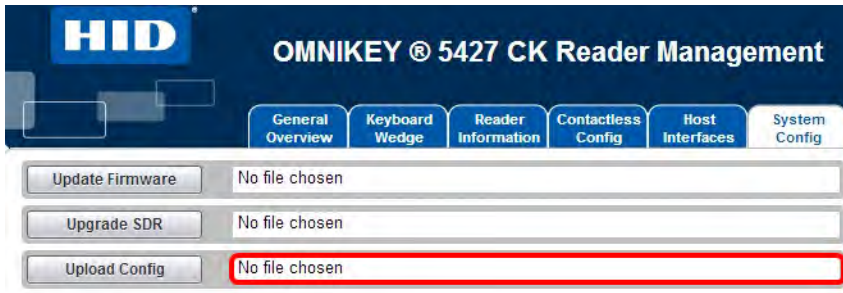 HID
OMNIKEY ® 5427 CK Reader Management
General Overview
Keyboard Wedge
Reader Information
Contactless Config
Host Interfaces
System Config
Update Firmware No file chosen
Upgrade SDR No file chosen
Upload Config No file chosen